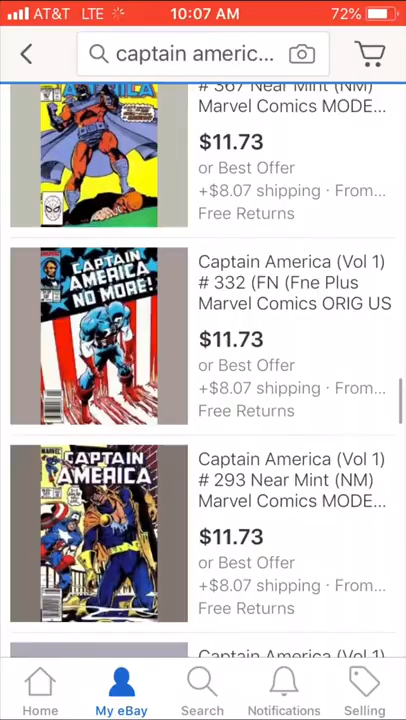 AT&T LTE 10:07 AM 72%
captain americ...
# 367 Near Mint (NM)
Marvel Comics MODE...
$11.73
or Best Offer
+$8.07 shipping · From...
Free Returns
CAPTAIN
AMERICA
NO MORE!
Captain America (Vol 1)
# 332 (FN (Fne Plus
Marvel Comics ORIG US
$11.73
or Best Offer
+$8.07 shipping · From...
Free Returns
MARVEL
CAPTAIN
AMERICA
Captain America (Vol 1)
# 293 Near Mint (NM)
Marvel Comics MODE...
$11.73
or Best Offer
+$8.07 shipping · From...
Free Returns
Captain America (Vol 1)
Home
My eBay
Search
Notifications
Selling